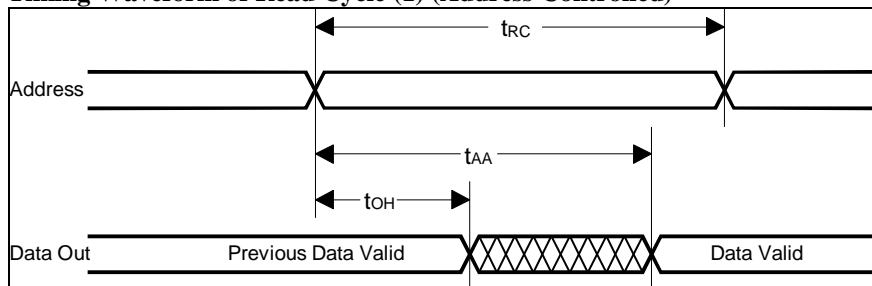 Timing Waveform of Read Cycle (1) (Address Controlled)
tRC
Address
tAA
tOH
Data Out Previous Data Valid Data Valid